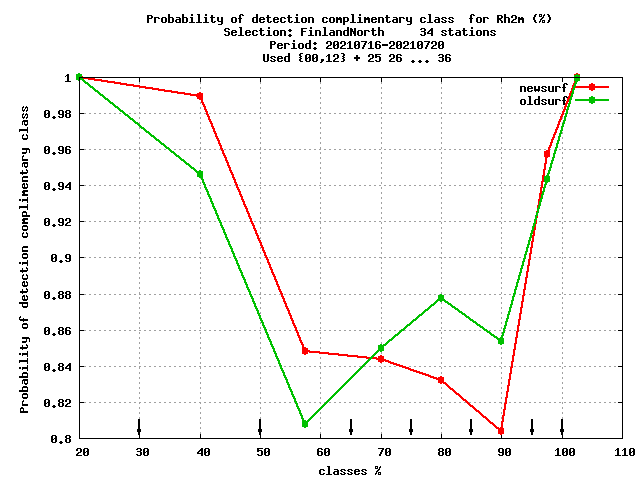 Probability of detection complimentary class  for Rh2m (%)
Selection: FinlandNorth     34 stations
Period: 20210716-20210720
Used {00,12} + 25 26 ... 36
newsurf
oldsurf
Probability of detection complimentary class
1
0.98
0.96
0.94
0.92
0.9
0.88
0.86
0.84
0.82
0.8
20 30 40 50 60 70 80 90 100 110
classes %